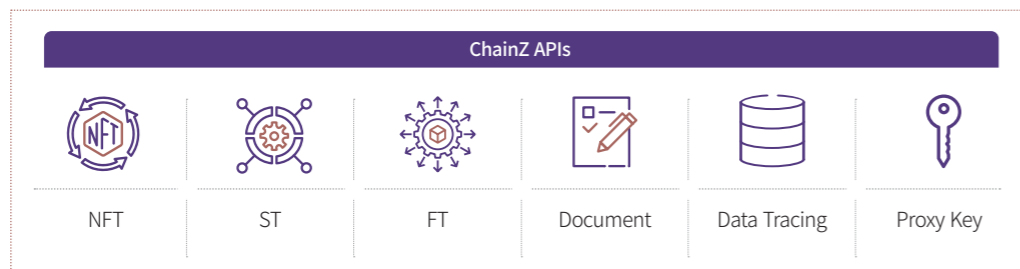 ChainZ APIs
NFT
NFT
ST
FT
Document
Data Tracing
Proxy Key